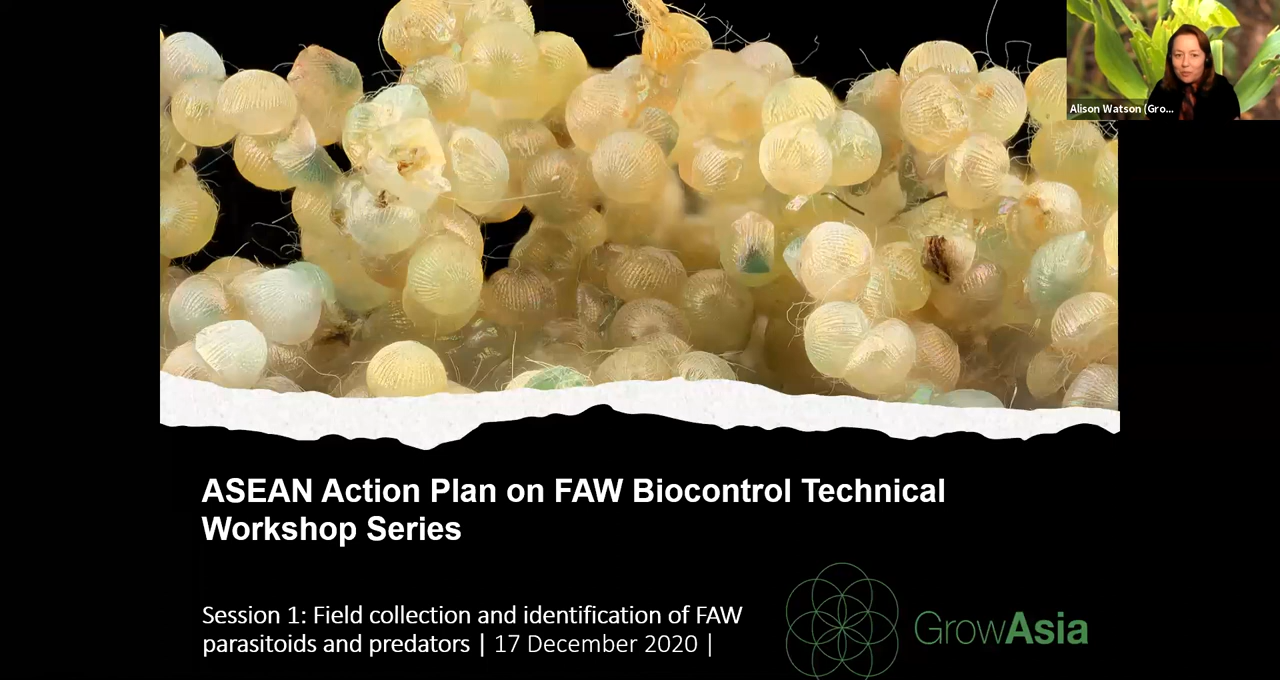 Alison Watson (Gro...
ASEAN Action Plan on FAW Biocontrol Technical
Workshop Series
Session 1: Field collection and identification of FAW
parasitoids and predators | 17 December 2020 |
GrowAsia